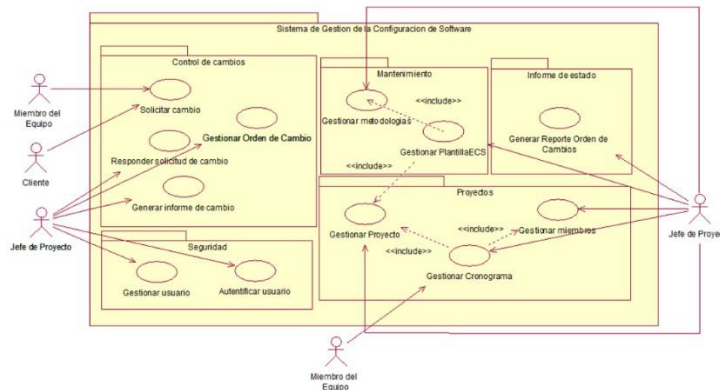 Sistema de Gestion de la Configuracion de Software
Control de cambios
Mantenimiento
Informe de estado
Miembro del
Equipo
Solicitar cambio
Gestionar metodologias
<<include>>
Gestionar Orden de Cambio
Generar Reporte Orden de
Cambios
Gestionar PlantillaECS
Responder solicitud de cambio
<<include>>
Cliente
Generar informe de cambio
Proyectos
Jefe de Proyecto
Jefe de Proye
Gestionar Proyecto
<<include>>
<<include>>
Gestionar miembros
Seguridad
Gestionar Cronograma
Gestionar usuario
Autentificar usuario
Miembro del
Equipo